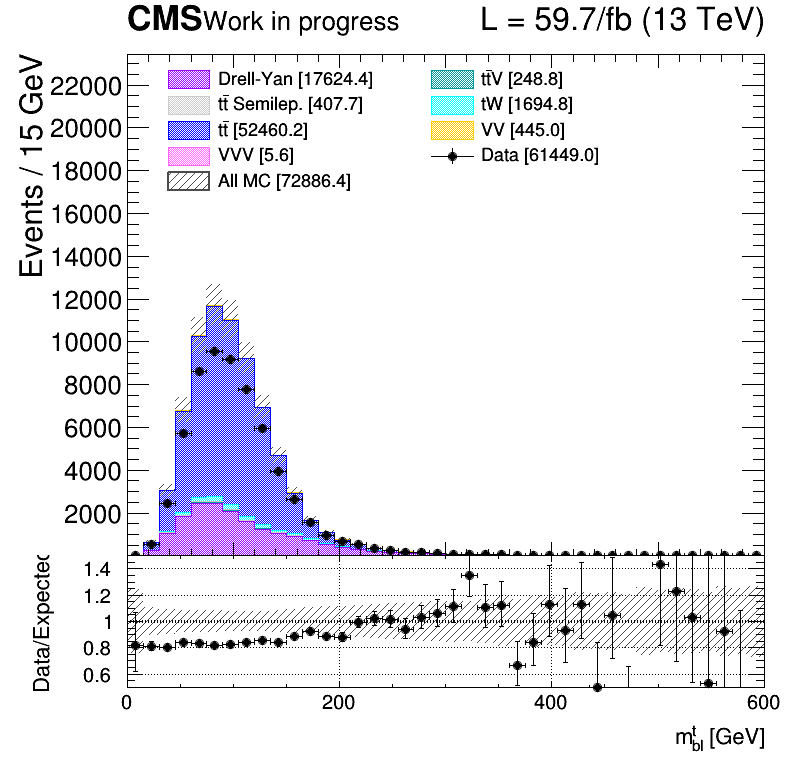 CMS Work in progress L = 59.7/fb (13 TeV)
Events / 15 GeV
22000
20000
18000
16000
14000
12000
10000
8000
6000
4000
2000
Drell-Yan [17624.4]
tt̄ Semilep. [407.7]
tt̄ [52460.2]
VVV [5.6]
All MC [72886.4]
tt̄V [248.8]
tW [1694.8]
VV [445.0]
Data [61449.0]
Data/Expected
1.4
1.2
1
0.8
0.6
0 200 400 600
m^t_bl [GeV]